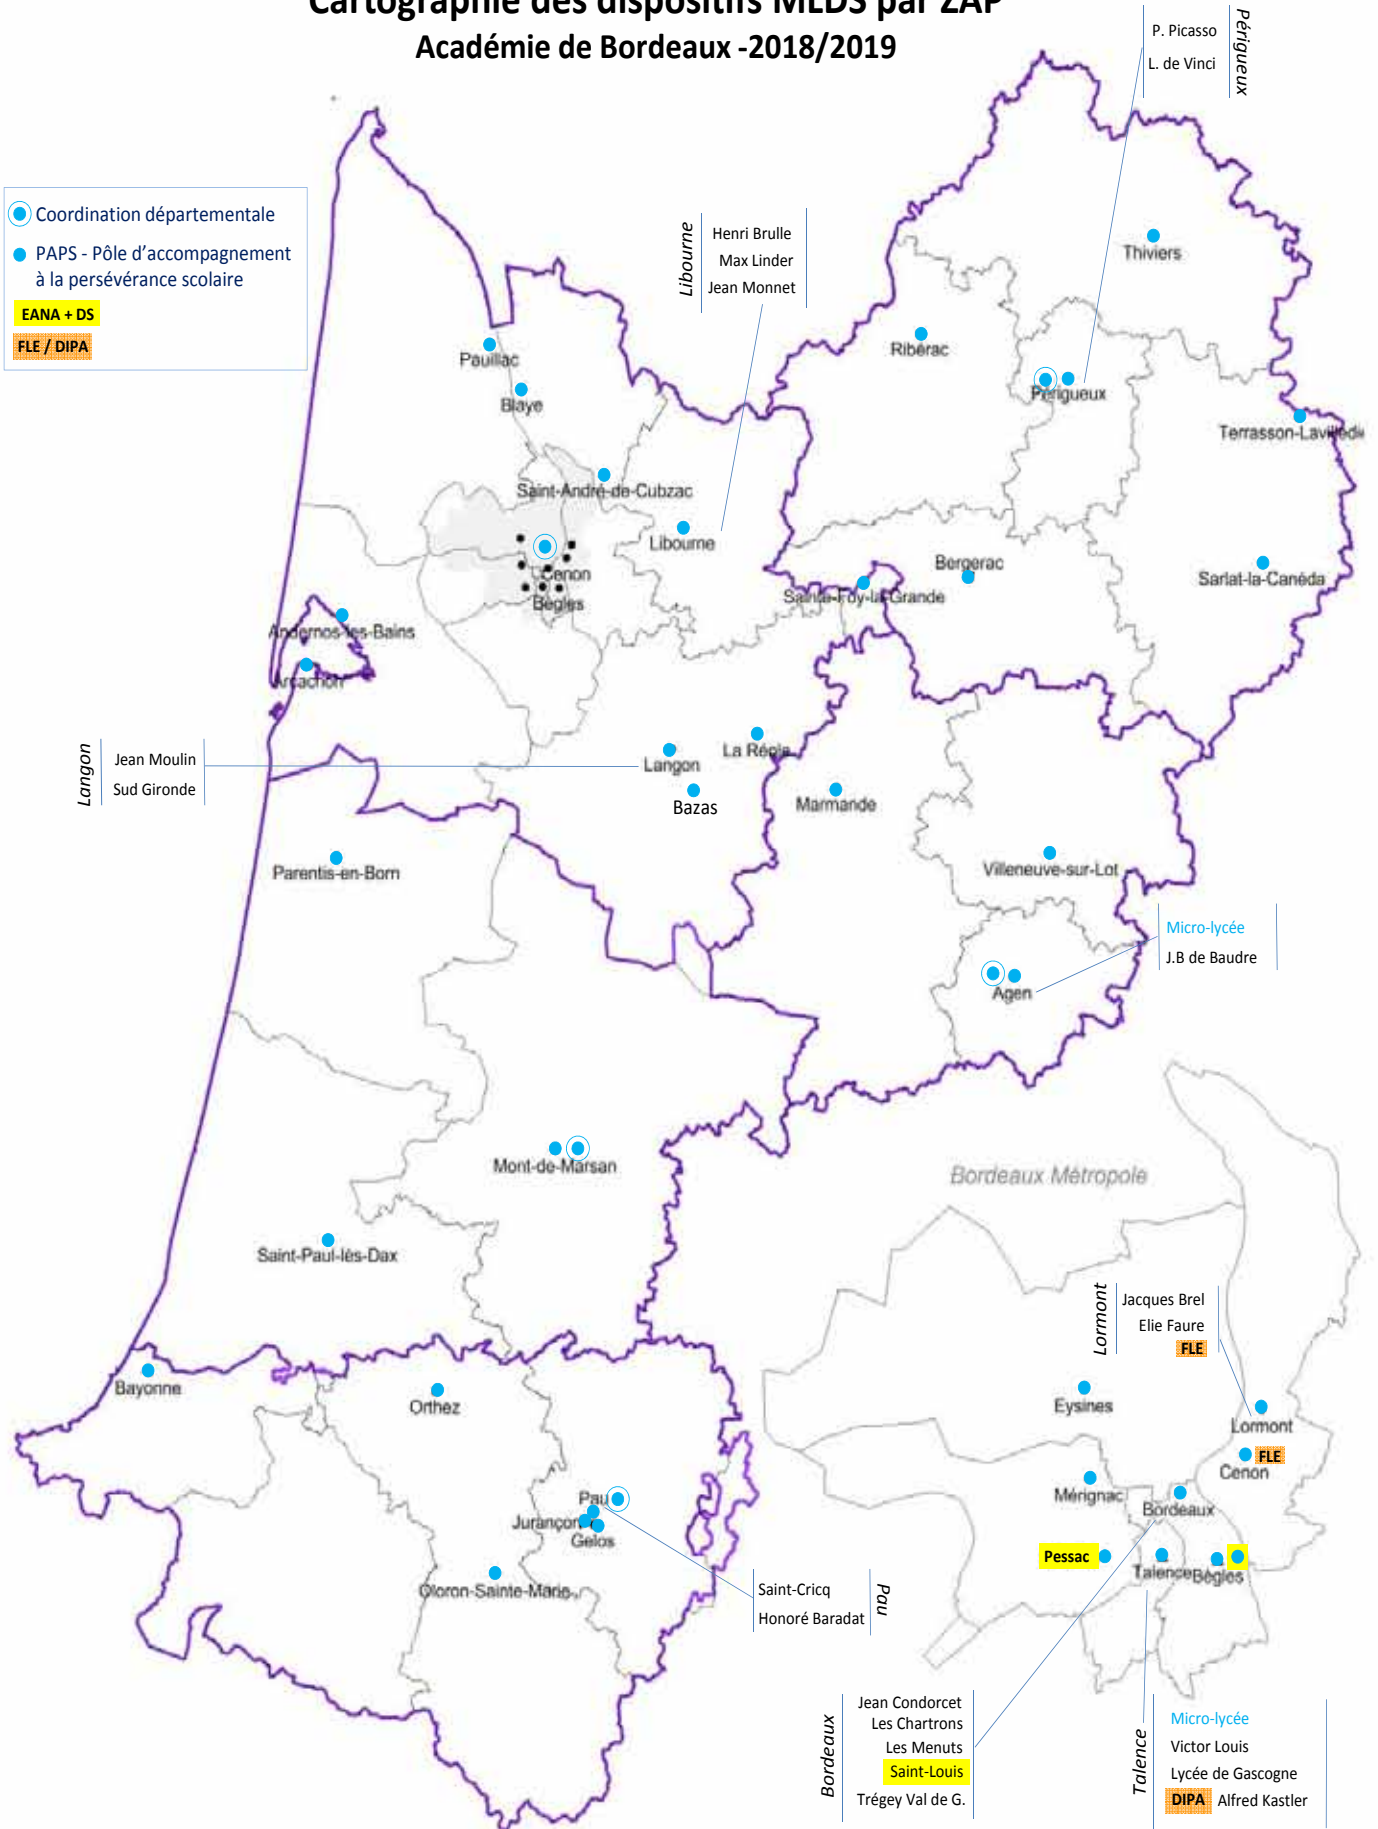 Cartographie des dispositifs MLDS par ZAP
Académie de Bordeaux -2018/2019
P. Picasso
L. de Vinci
Périgueux
Coordination départementale
PAPS - Pôle d'accompagnement
à la persévérance scolaire
EANA + DS
FLE / DIPA
Libourne
Henri Brulle
Max Linder
Jean Monnet
Thiviers
Ribérac
Périgueux
Terrasson-Lavilledie
Pauillac
Blaye
Saint-André-de-Cubzac
Libourne
Cenon
Bègles
Bergerac
Sainte-Foy-la-Grande
Sarlat-la-Canéda
Andernos-les-Bains
Arcachon
Langon
Jean Moulin
Sud Gironde
Langon
La Réole
Bazas
Marmande
Parentis-en-Born
Villeneuve-sur-Lot
Micro-lycée
J.B de Baudre
Agen
Mont-de-Marsan
Bordeaux Métropole
Saint-Paul-lès-Dax
Lormont
Jacques Brel
Elie Faure
FLE
Bayonne
Orthez
Eysines
Lormont
Cenon
FLE
Mérignac
Bordeaux
Pau
Jurançon
Gelos
Pessac
Talence
Bègles
Oloron-Sainte-Marie
Saint-Cricq
Honoré Baradat
Pau
Bordeaux
Jean Condorcet
Les Chartrons
Les Menuts
Saint-Louis
Trégey Val de G.
Talence
Micro-lycée
Victor Louis
Lycée de Gascogne
DIPA Alfred Kastler